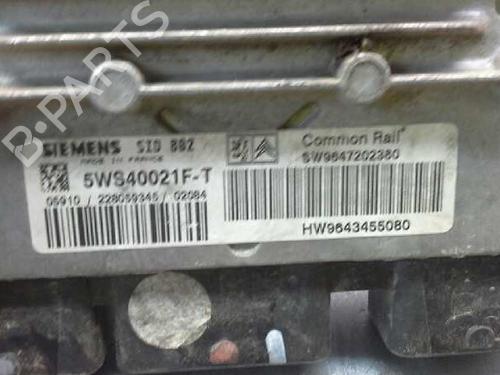 B-PARTS
SIEMENS SID 802
MADE IN FRANCE
5WS40021F-T
05910 / 228059345 / 02084
Common Rail
SW9647202380
HW9643455080